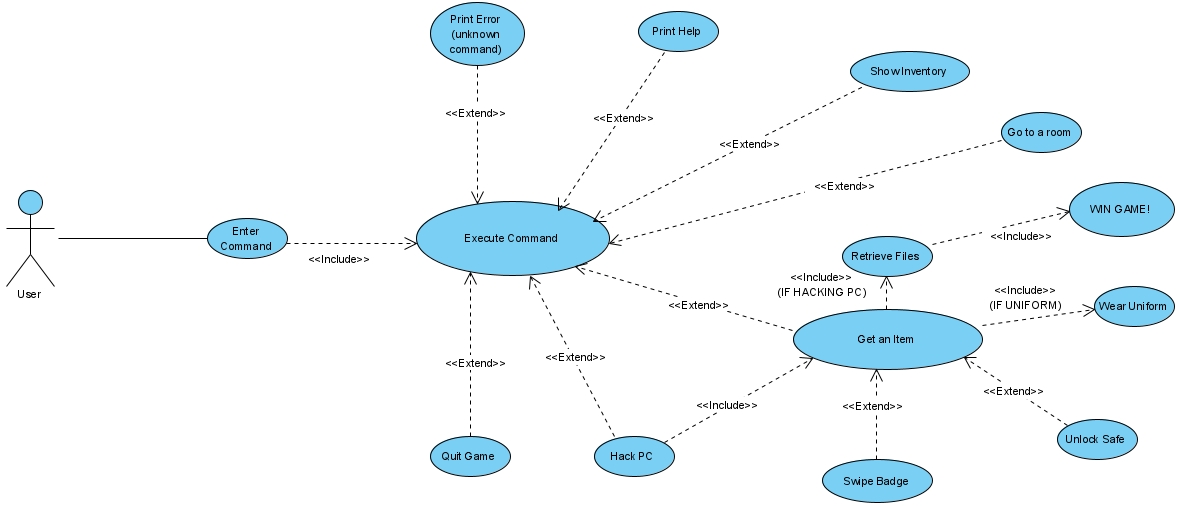 Print Error
(unknown
command)
Print Help
Show Inventory
<<Extend>>
<<Extend>>
<<Extend>>
Go to a room
<<Extend>>
WIN GAME!
Enter
Command
Execute Command
<<Include>>
<<Include>>
Retrieve Files
<<Include>>
(IF HACKING PC)
<<Include>>
(IF UNIFORM)
User
<<Extend>>
Wear Uniform
Get an Item
<<Extend>>
<<Extend>>
<<Include>>
<<Extend>>
<<Extend>>
Quit Game
Hack PC
Unlock Safe
Swipe Badge